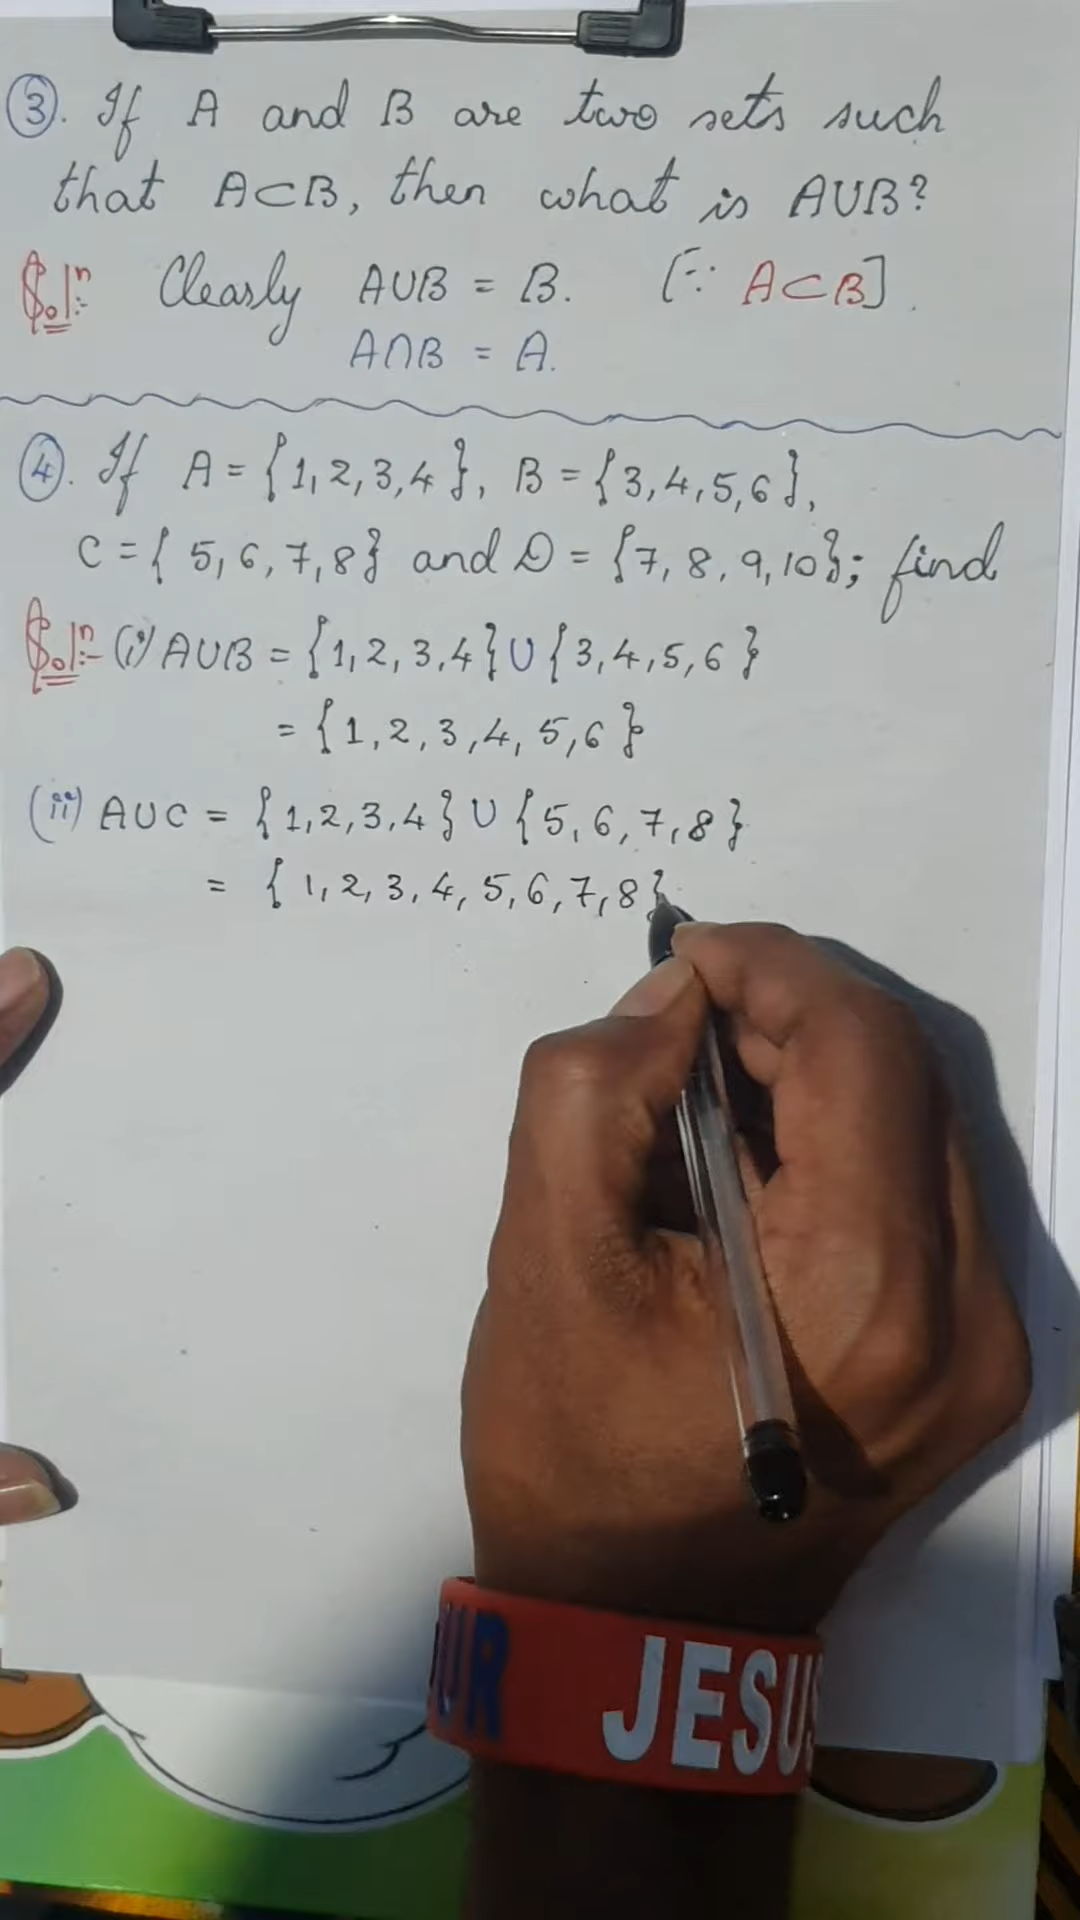 ③. If A and B are two sets such
that A⊂B, then what is A∪B?
Solⁿ:- Clearly A∪B = B. [∵ A⊂B].
A∩B = A.
④. If A = {1,2,3,4}, B = {3,4,5,6},
C = {5,6,7,8} and D = {7,8,9,10}; find
Solⁿ:- (i) A∪B = {1,2,3,4} ∪ {3,4,5,6}
= {1,2,3,4,5,6}
(ii) A∪C = {1,2,3,4} ∪ {5,6,7,8}
= {1,2,3,4,5,6,7,8}
UR JESUS